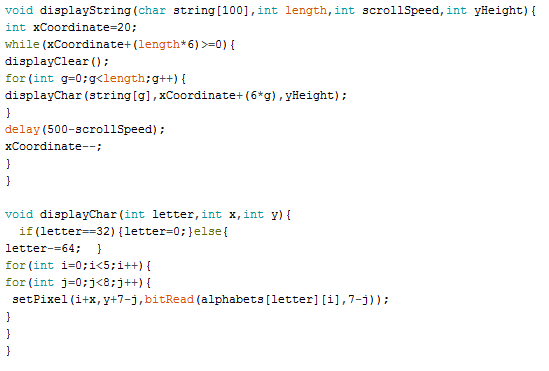 void displayString(char string[100],int length,int scrollSpeed,int yHeight){
int xCoordinate=20;
while(xCoordinate+(length*6)>=0){
displayClear();
for(int g=0;g<length;g++){
displayChar(string[g],xCoordinate+(6*g),yHeight);
}
delay(500-scrollSpeed);
xCoordinate--;
}
}

void displayChar(int letter,int x,int y){
  if(letter==32){letter=0;}else{
letter-=64;  }
for(int i=0;i<5;i++){
for(int j=0;j<8;j++){
 setPixel(i+x,y+7-j,bitRead(alphabets[letter][i],7-j));
}
}
}